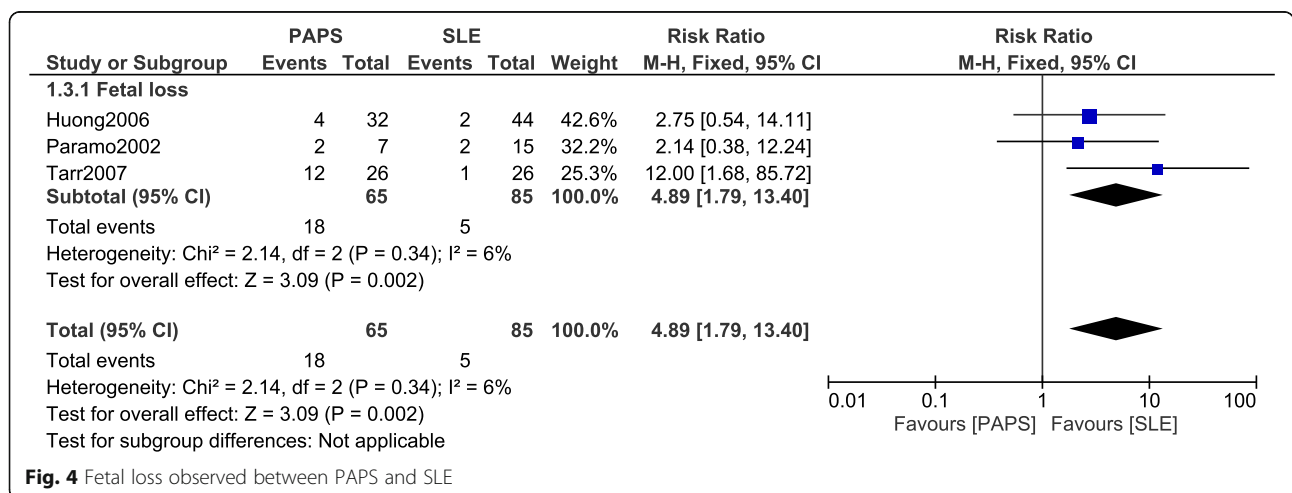 PAPS SLE Risk Ratio Risk Ratio
Study or Subgroup Events Total Events Total Weight M-H, Fixed, 95% CI M-H, Fixed, 95% CI
1.3.1 Fetal loss
Huong2006 4 32 2 44 42.6% 2.75 [0.54, 14.11]
Paramo2002 2 7 2 15 32.2% 2.14 [0.38, 12.24]
Tarr2007 12 26 1 26 25.3% 12.00 [1.68, 85.72]
Subtotal (95% CI) 65 85 100.0% 4.89 [1.79, 13.40]
Total events 18 5
Heterogeneity: Chi² = 2.14, df = 2 (P = 0.34); I² = 6%
Test for overall effect: Z = 3.09 (P = 0.002)
Total (95% CI) 65 85 100.0% 4.89 [1.79, 13.40]
Total events 18 5
Heterogeneity: Chi² = 2.14, df = 2 (P = 0.34); I² = 6%
Test for overall effect: Z = 3.09 (P = 0.002)
Test for subgroup differences: Not applicable
0.01 0.1 1 10 100
Favours [PAPS] Favours [SLE]
Fig. 4 Fetal loss observed between PAPS and SLE